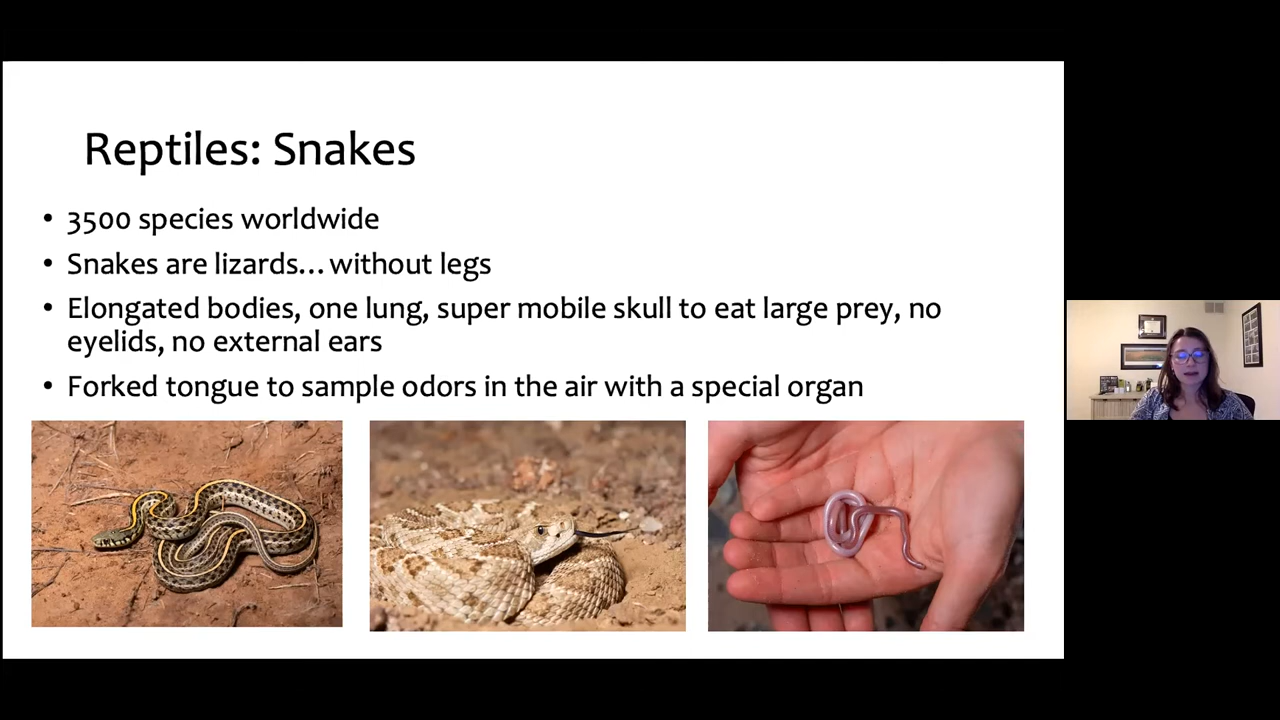 Reptiles: Snakes
• 3500 species worldwide
• Snakes are lizards...without legs
• Elongated bodies, one lung, super mobile skull to eat large prey, no
eyelids, no external ears
• Forked tongue to sample odors in the air with a special organ